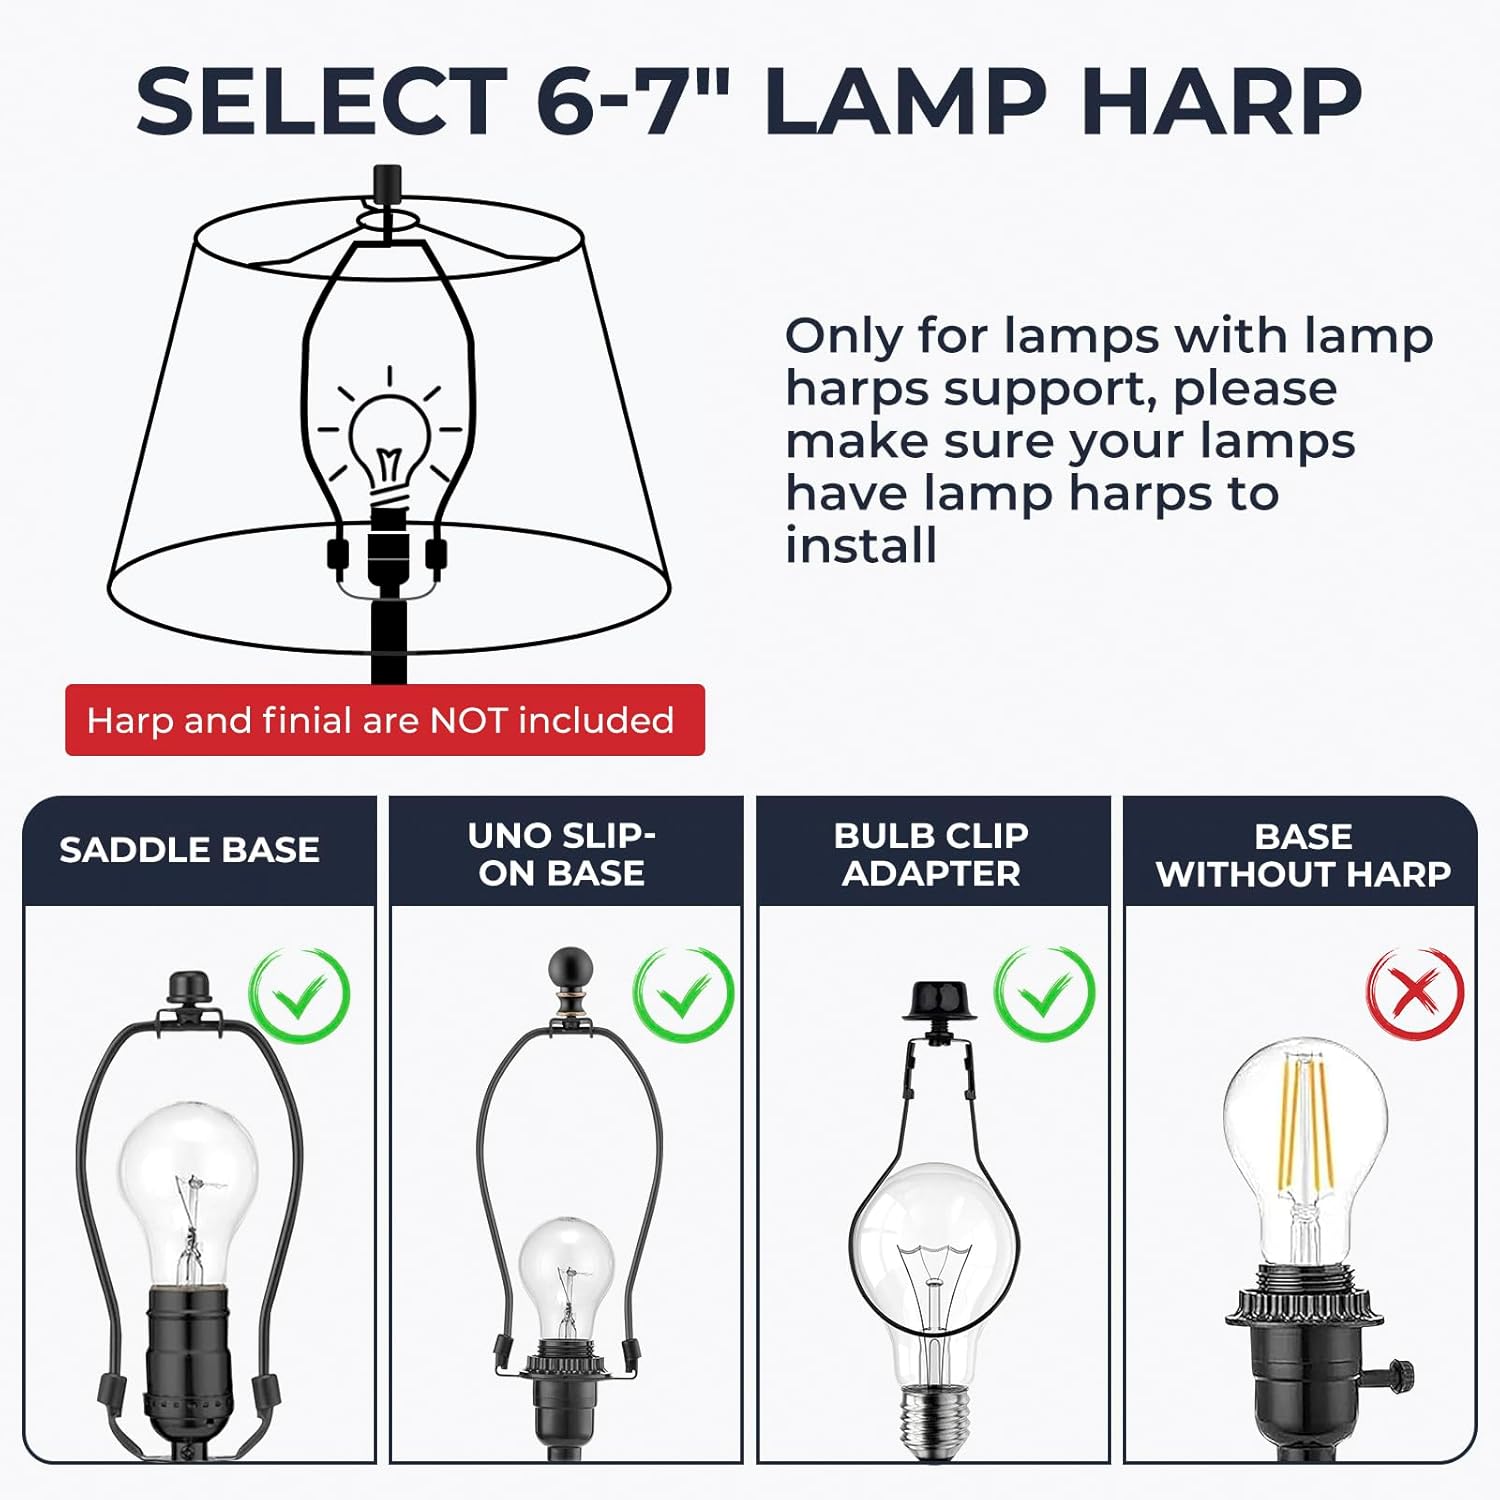 SELECT 6-7" LAMP HARP
Only for lamps with lamp
harps support, please
make sure your lamps
have lamp harps to
install
Harp and finial are NOT included
SADDLE BASE
UNO SLIP-
ON BASE
BULB CLIP
ADAPTER
BASE
WITHOUT HARP